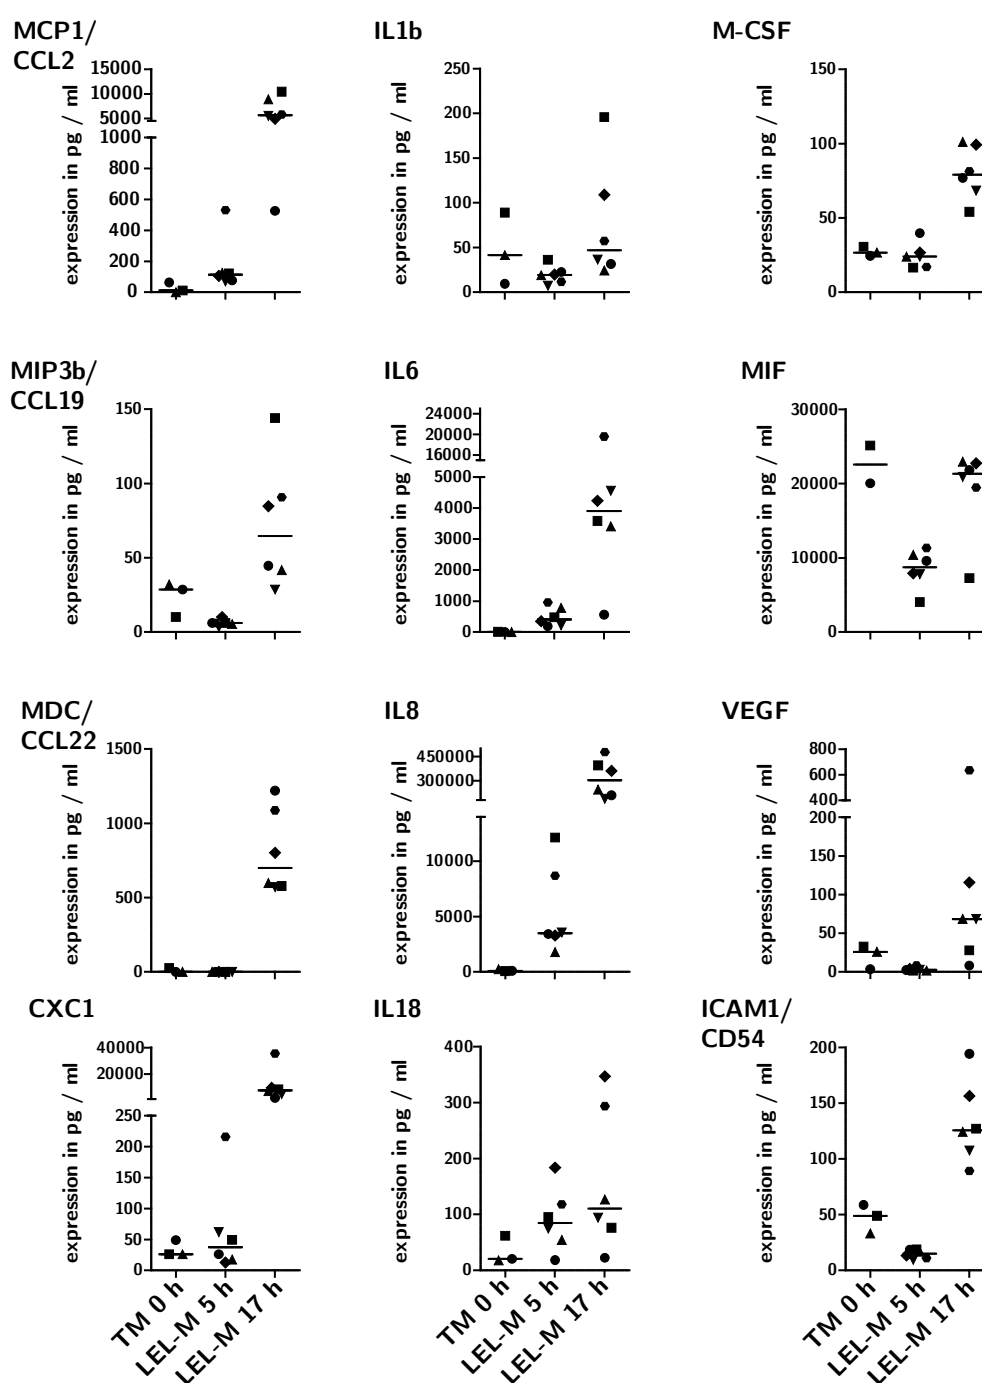 MCP1/
CCL2
expression in pg / ml
15000
10000
5000
1000
800
600
400
200
0
IL1b
expression in pg / ml
250
200
150
100
50
0
M-CSF
expression in pg / ml
150
100
50
0
MIP3b/
CCL19
expression in pg / ml
150
100
50
0
IL6
expression in pg / ml
24000
20000
16000
5000
4000
3000
2000
1000
0
MIF
expression in pg / ml
30000
20000
10000
0
MDC/
CCL22
expression in pg / ml
1500
1000
500
0
IL8
expression in pg / ml
450000
300000
10000
5000
0
VEGF
expression in pg / ml
800
600
400
200
150
100
50
0
CXC1
expression in pg / ml
40000
20000
250
200
150
100
50
0
TM 0 h
LEL-M 5 h
LEL-M 17 h
IL18
expression in pg / ml
400
300
200
100
0
TM 0 h
LEL-M 5 h
LEL-M 17 h
ICAM1/
CD54
expression in pg / ml
200
150
100
50
0
TM 0 h
LEL-M 5 h
LEL-M 17 h